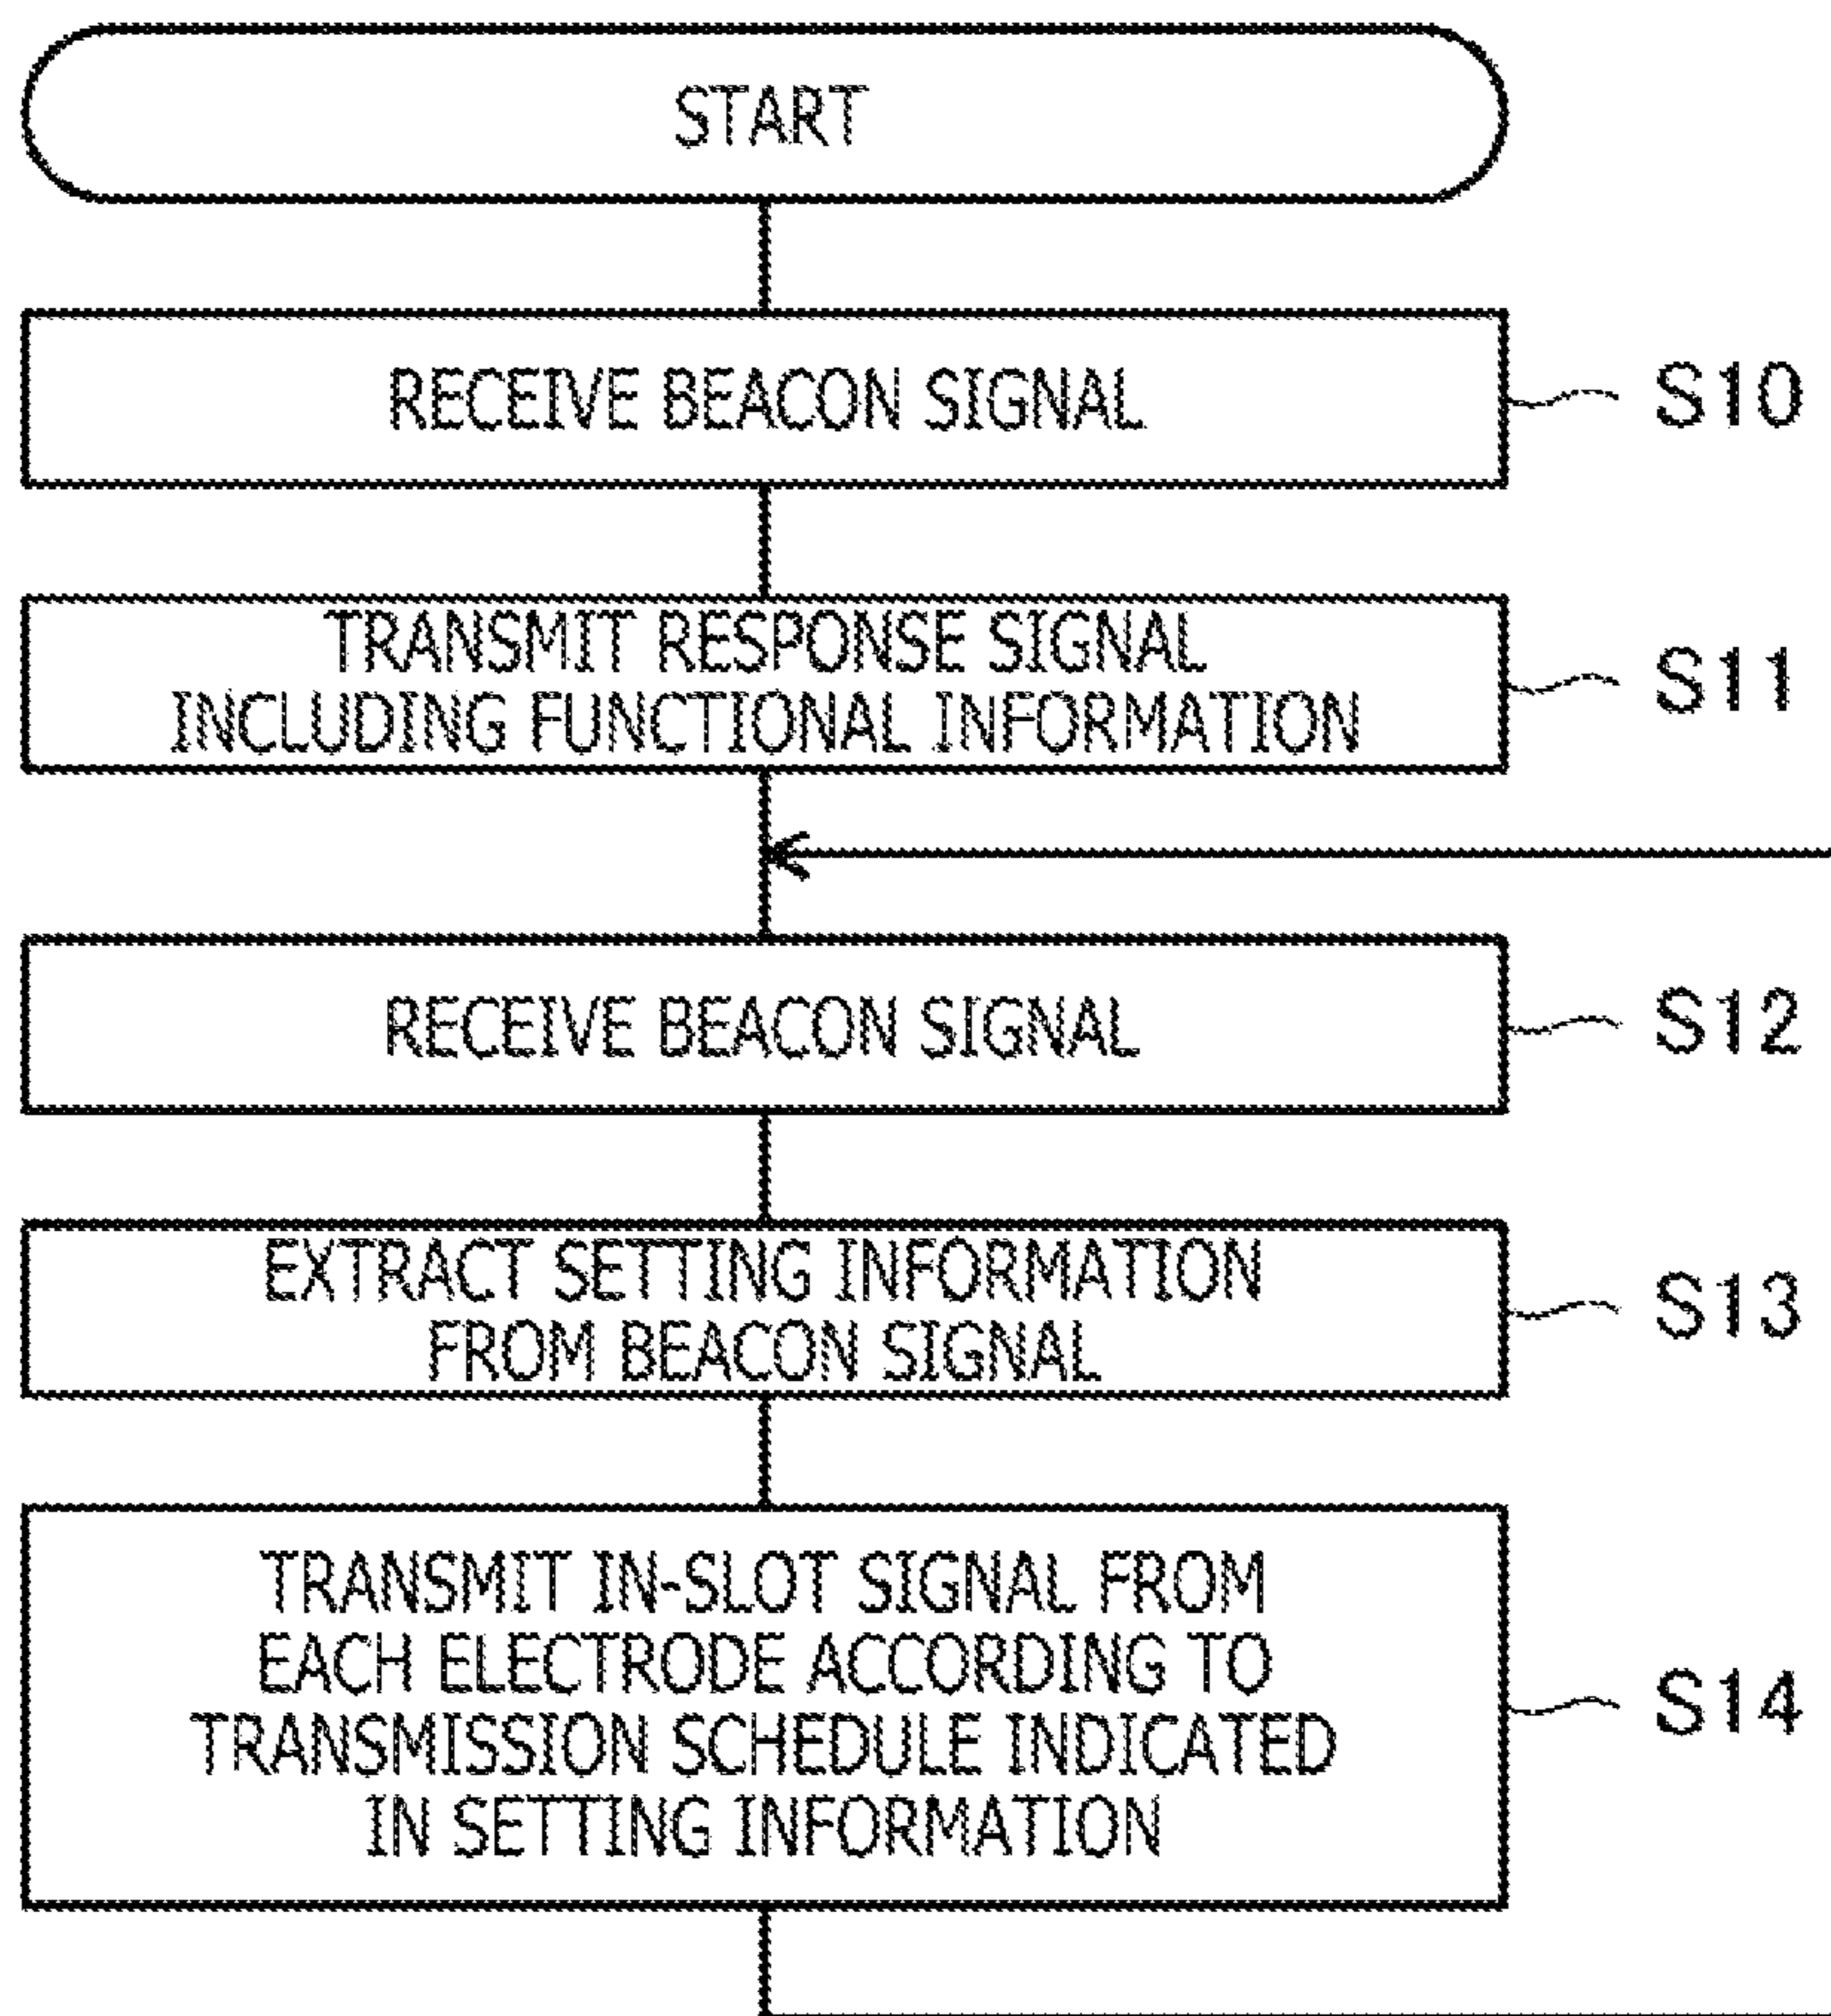 START
RECEIVE BEACON SIGNAL
S10
TRANSMIT RESPONSE SIGNAL
INCLUDING FUNCTIONAL INFORMATION
S11
RECEIVE BEACON SIGNAL
S12
EXTRACT SETTING INFORMATION
FROM BEACON SIGNAL
S13
TRANSMIT IN-SLOT SIGNAL FROM
EACH ELECTRODE ACCORDING TO
TRANSMISSION SCHEDULE INDICATED
IN SETTING INFORMATION
S14